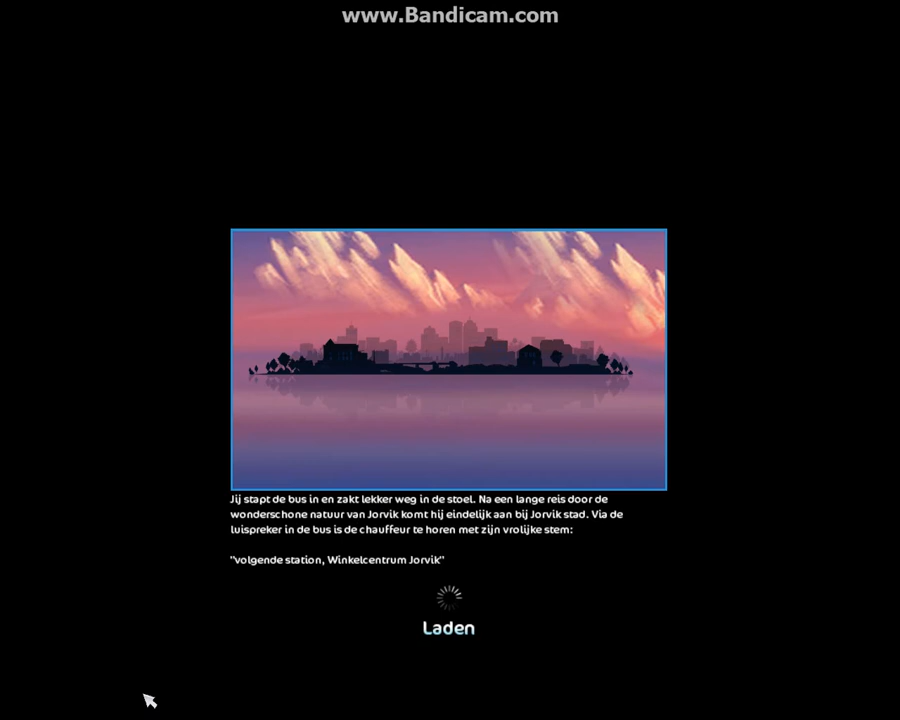 www.Bandicam.com
Jij stapt de bus in en zakt lekker weg in de stoel. Na een lange reis door de
wonderschone natuur van Jorvik komt hij eindelijk aan bij Jorvik stad. Via de
luispreker in de bus is de chauffeur te horen met zijn vrolijke stem:
"volgende station, Winkelcentrum Jorvik"
Laden